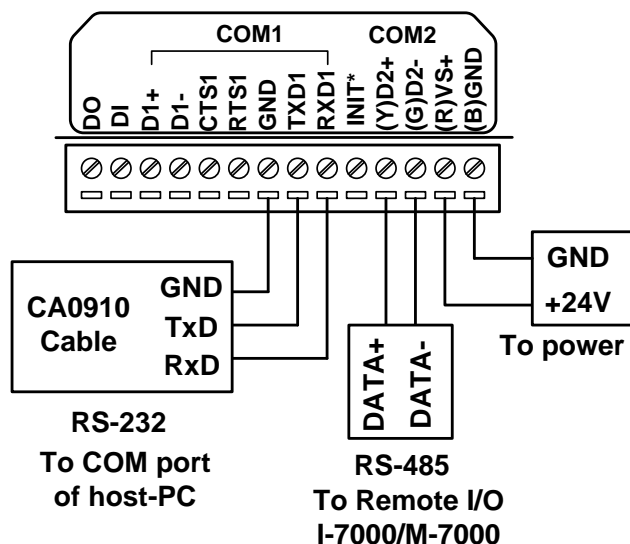 COM1 COM2
DO
DI
D1+
D1-
CTS1
RTS1
GND
TXD1
RXD1
INIT*
(Y)D2+
(G)D2-
(R)VS+
(B)GND
CA0910
Cable
GND
TxD
RxD
RS-232
To COM port
of host-PC
DATA+
DATA-
RS-485
To Remote I/O
I-7000/M-7000
GND
+24V
To power